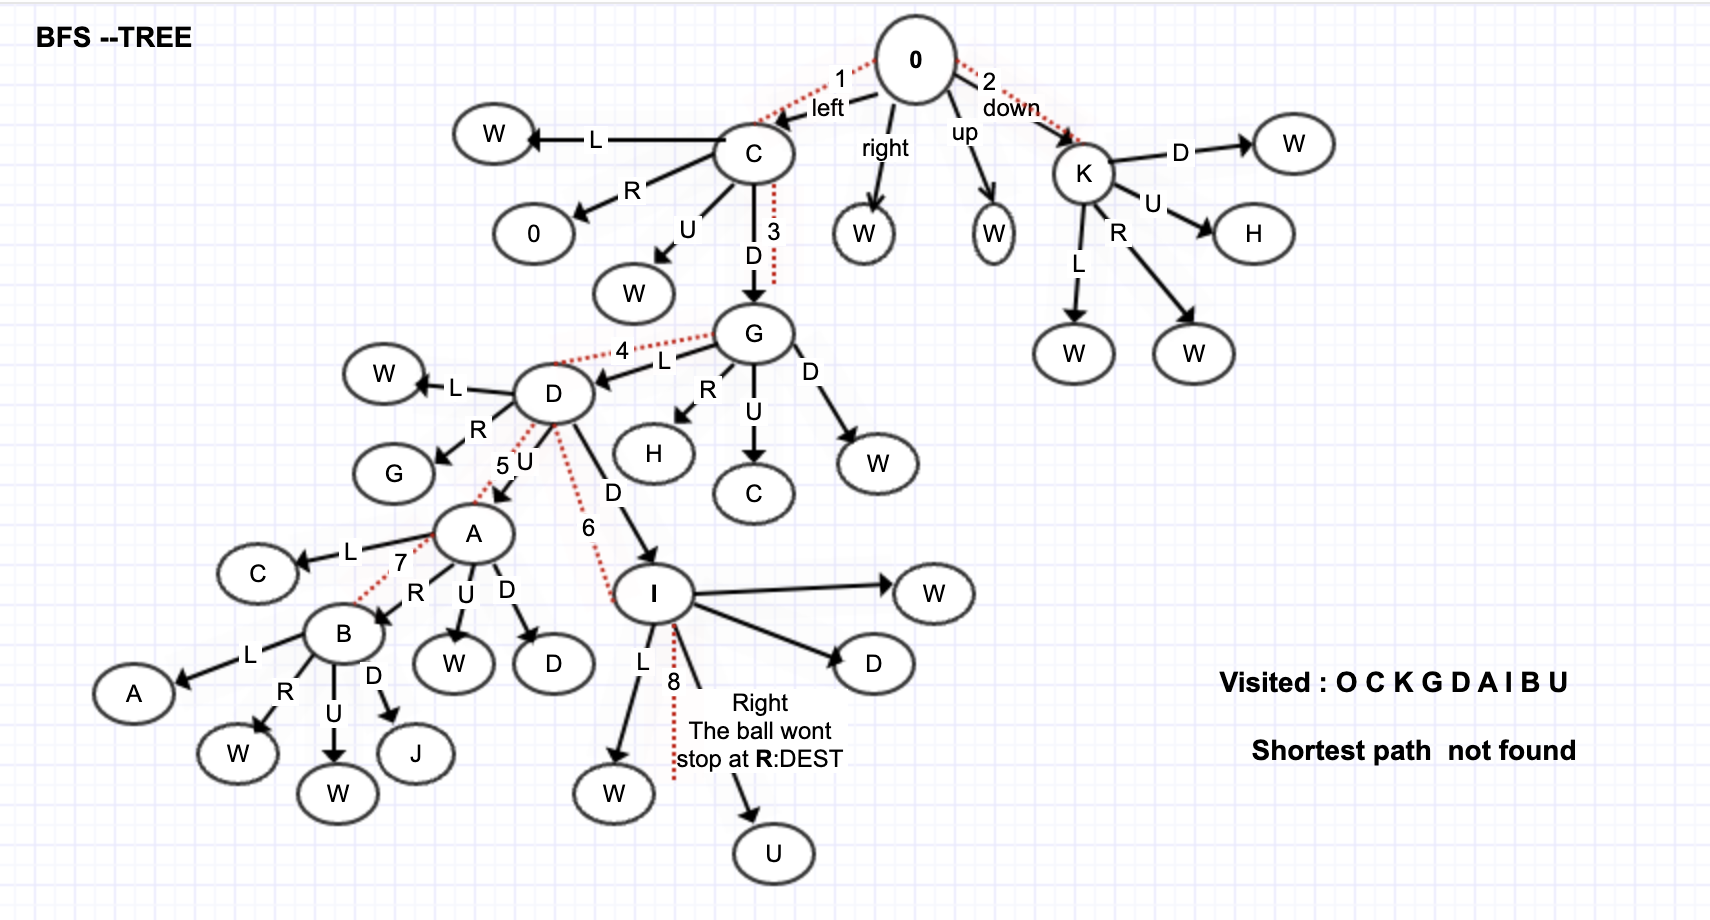 BFS --TREE
0
1
2
left
down
right
up
W
L
C
R
0
U
W
D
3
W
W
K
D
W
U
H
R
L
W
W
G
4
L
D
R
U
D
W
L
D
H
C
W
R
G
5
U
D
6
A
L
C
7
R
U
D
I
W
B
W
D
D
L
A
R
U
D
W
W
J
L
8
Right
The ball wont
stop at R:DEST
W
U
Visited : O C K G D A I B U
Shortest path not found